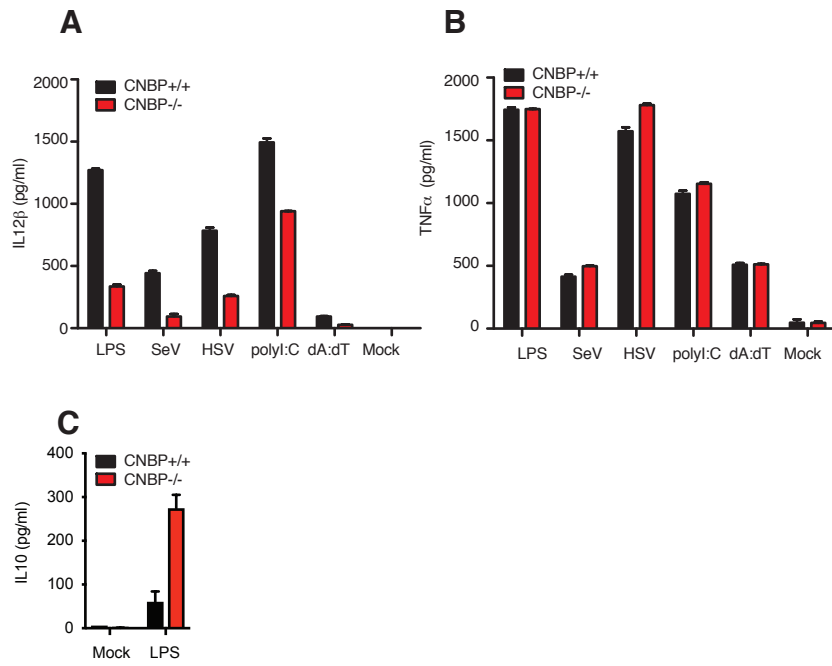 A
CNBP+/+
CNBP-/-
IL12β (pg/ml)
2000
1500
1000
500
0
LPS SeV HSV polyI:C dA:dT Mock
B
CNBP+/+
CNBP-/-
TNFα (pg/ml)
2000
1500
1000
500
0
LPS SeV HSV polyI:C dA:dT Mock
C
CNBP+/+
CNBP-/-
IL10 (pg/ml)
400
300
200
100
0
Mock LPS